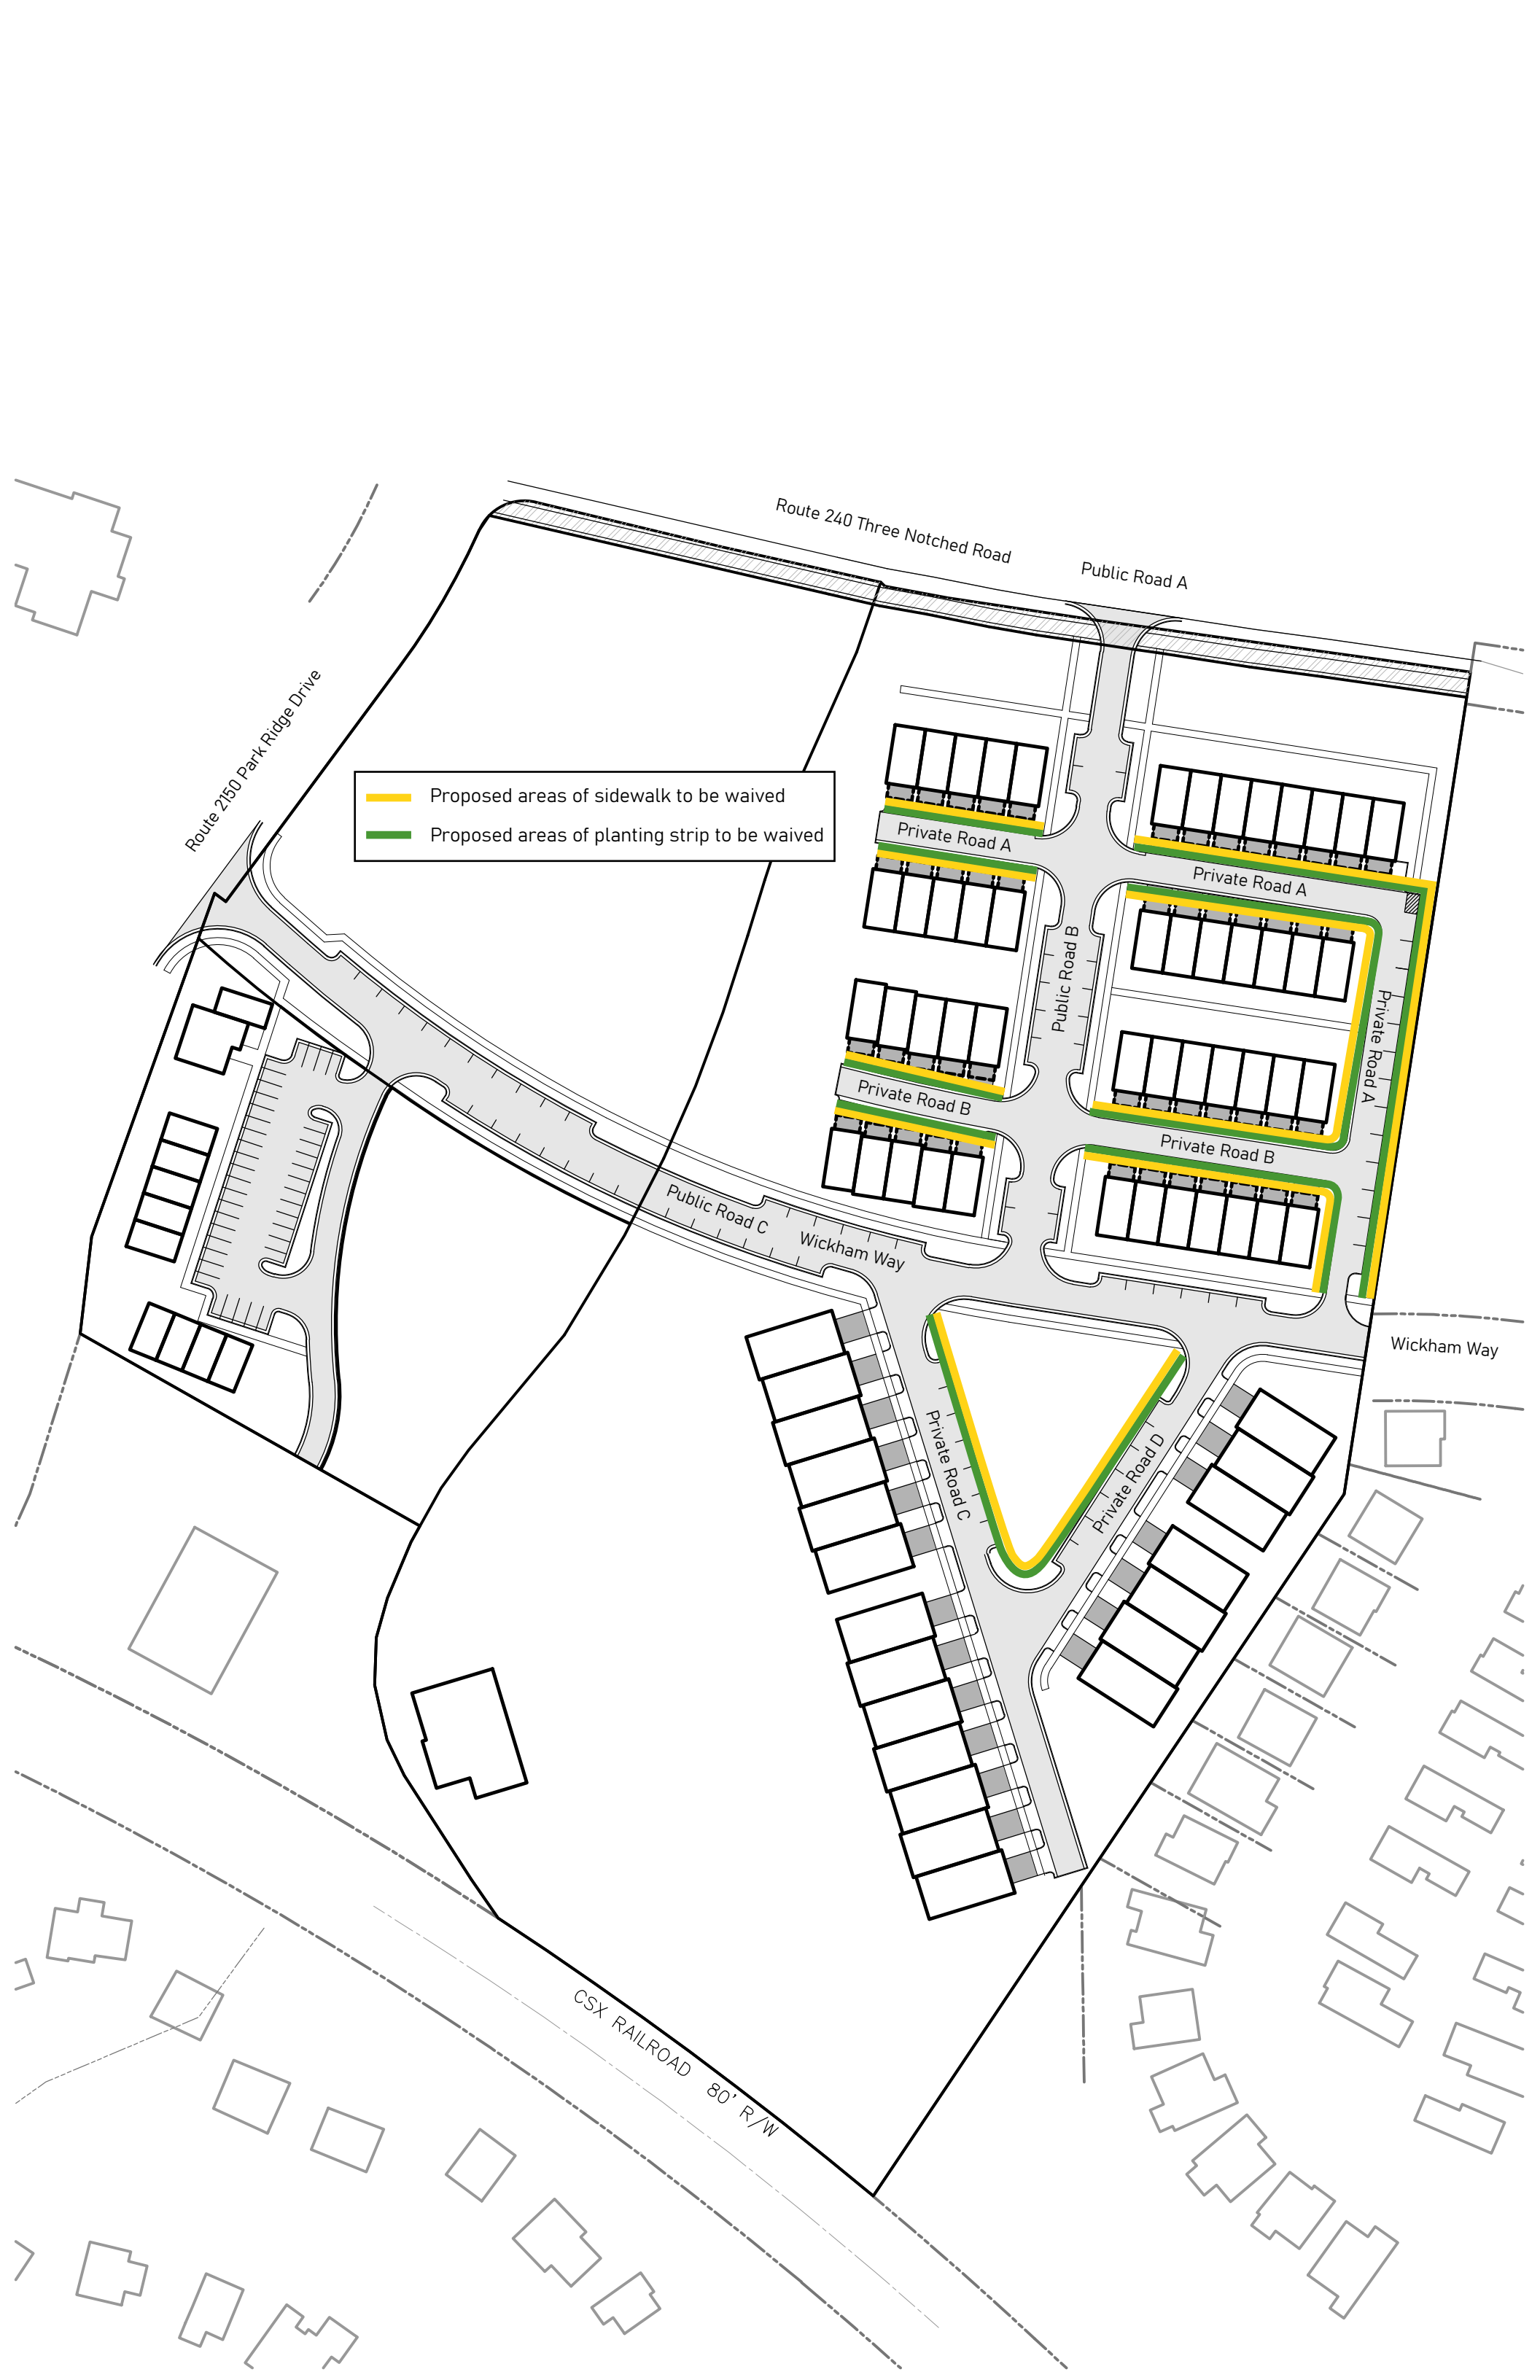 Route 240 Three Notched Road
Public Road A
Route 2150 Park Ridge Drive
Proposed areas of sidewalk to be waived
Proposed areas of planting strip to be waived
Private Road A
Private Road A
Public Road B
Private Road A
Private Road B
Private Road B
Public Road C
Wickham Way
Wickham Way
Private Road C
Private Road D
CSX RAILROAD 80' R/W